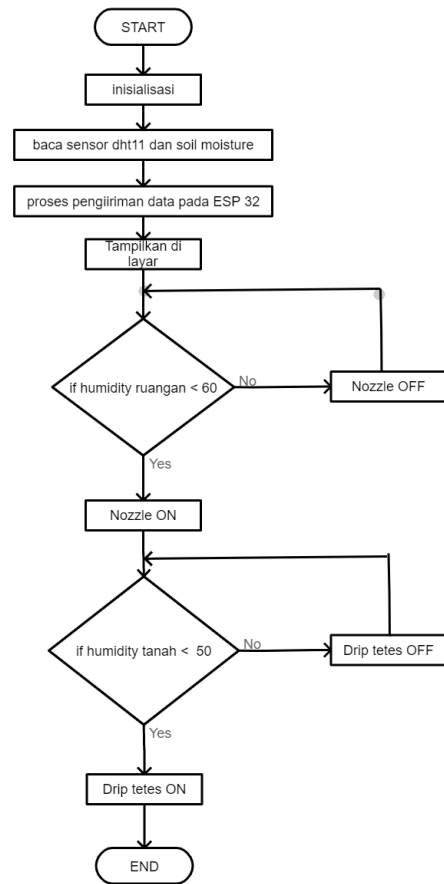 START
inisialisasi
baca sensor dht11 dan soil moisture
proses pengiiriman data pada ESP 32
Tampilkan di
layar
if humidity ruangan < 60
No
Nozzle OFF
Yes
Nozzle ON
if humidity tanah < 50
No
Drip tetes OFF
Yes
Drip tetes ON
END